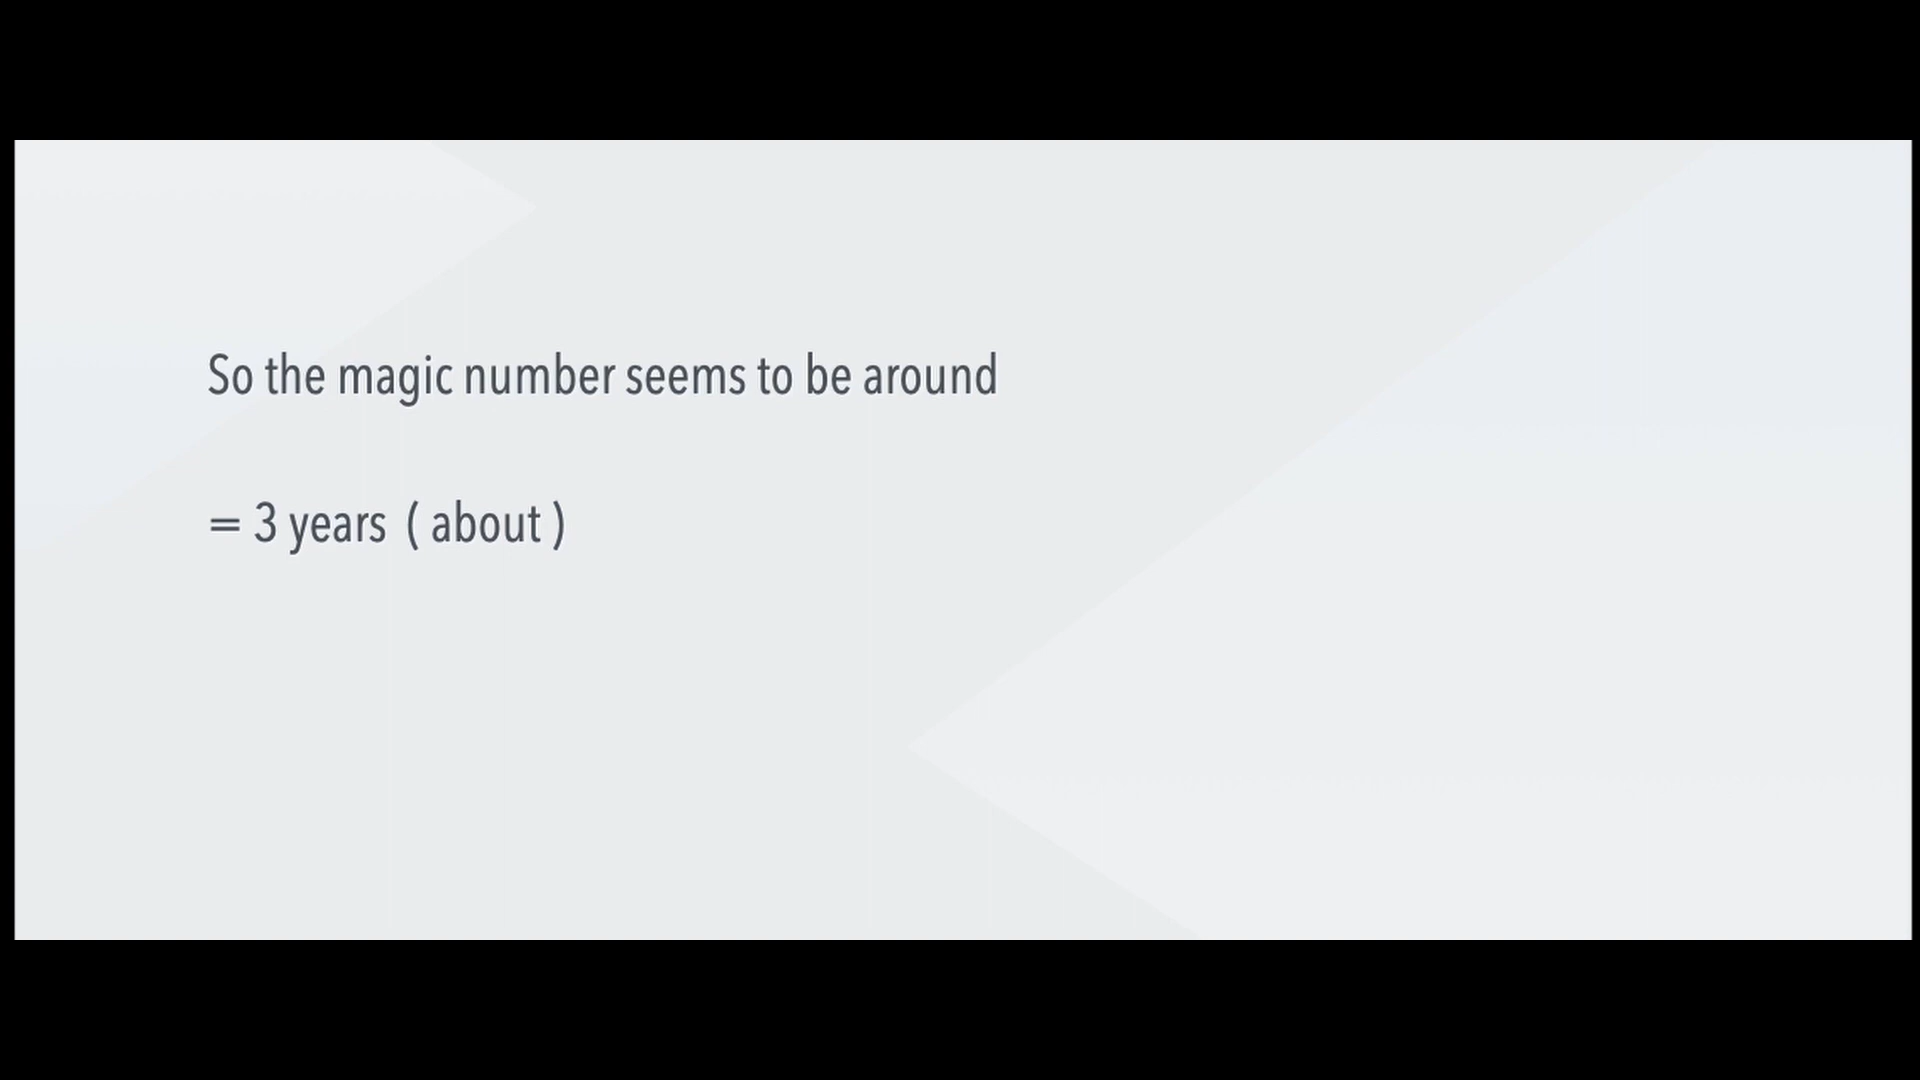 So the magic number seems to be around
= 3 years ( about )